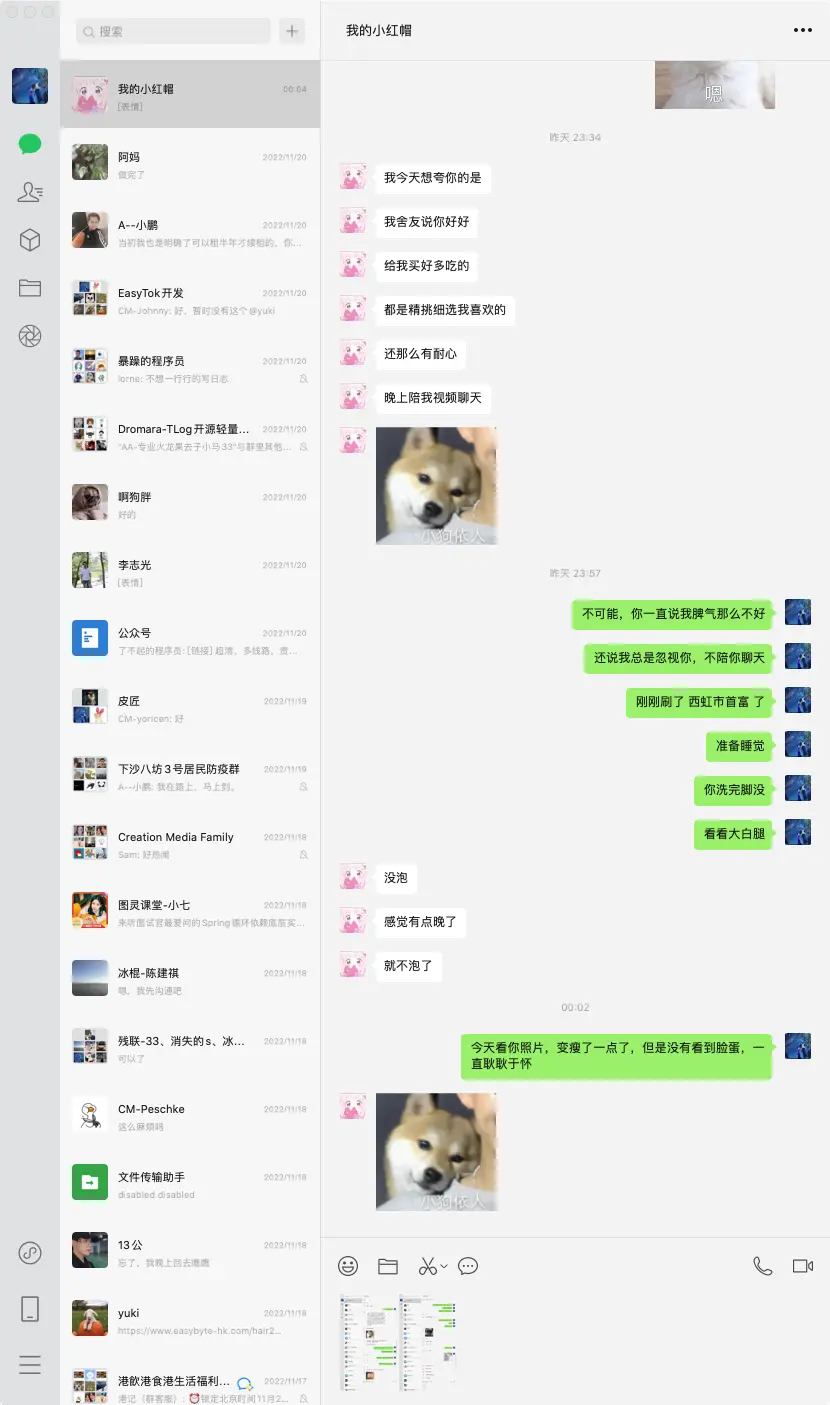 搜索
我的小红帽
00:04
[表情]
阿妈
2022/11/20
做完了
A--小鹏
2022/11/20
当初我也是明确了可以租半年才续租的，你...
EasyTok开发
2022/11/20
CM-Johnny: 好，暂时没有这个@yuki
暴躁的程序员
2022/11/20
lorne: 不想一行行的写日志
Dromara-TLog开源轻量...
2022/11/20
"AA-专业火龙果去子小马33"与群里其他...
啊狗胖
2022/11/20
好的
李志光
2022/11/20
[表情]
公众号
2022/11/20
了不起的程序员:[链接] 超清，多线路，贵...
皮匠
2022/11/19
CM-yoricen: 好
下沙八坊3号居民防疫群
2022/11/19
A--小鹏: 我在路上，马上到。
Creation Media Family
2022/11/18
Sam: 好热闹
图灵课堂-小七
2022/11/18
来听面试官最爱问的Spring循环依赖底层实...
冰棍-陈建祺
2022/11/18
嗯，我先沟通吧
残联-33、消失的s、冰...
2022/11/18
可以了
CM-Peschke
2022/11/18
这么麻烦吗
文件传输助手
2022/11/18
disabled disabled
13公
2022/11/18
忘了，我晚上回去瞧瞧
yuki
2022/11/18
https://www.easybyte-hk.com/hair2...
港飲港食港生活福利...
2022/11/17
港记（群客服）: ⏰锁定北京时间11月2...
我的小红帽
嗯
昨天 23:34
我今天想夸你的是
我舍友说你好好
给我买好多吃的
都是精挑细选我喜欢的
还那么有耐心
晚上陪我视频聊天
小狗依人
昨天 23:57
不可能，你一直说我脾气那么不好
还说我总是忽视你，不陪你聊天
刚刚刷了 西虹市首富 了
准备睡觉
你洗完脚没
看看大白腿
没泡
感觉有点晚了
就不泡了
00:02
今天看你照片，变瘦了一点了，但是没有看到脸蛋，一
直耿耿于怀
小狗依人